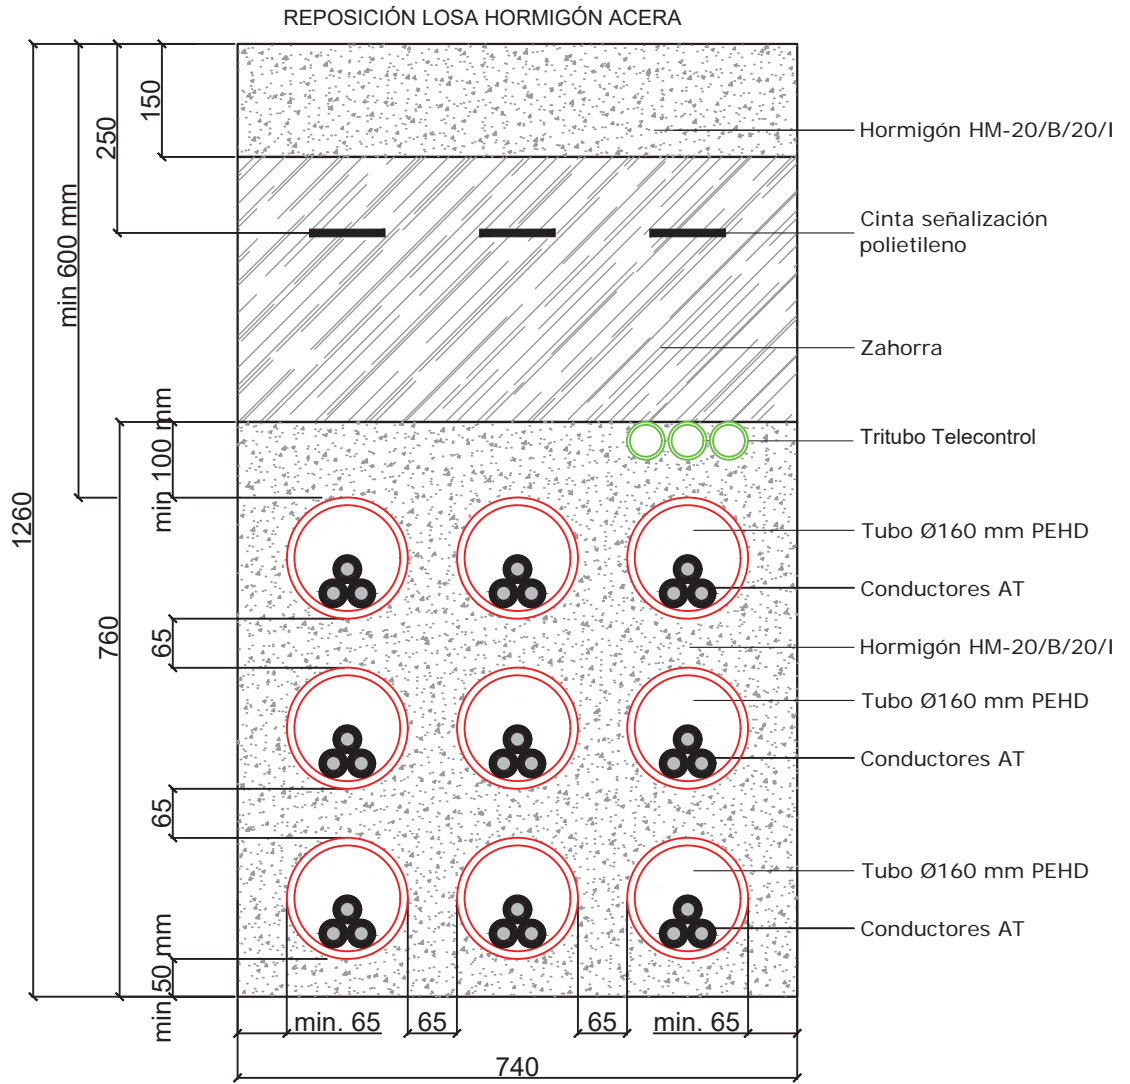 REPOSICIÓN LOSA HORMIGÓN ACERA
150
250
min 600 mm
1260
Hormigón HM-20/B/20/I
Cinta señalización
polietileno
Zahorra
min 100 mm
760
Tritubo Telecontrol
Tubo Ø160 mm PEHD
Conductores AT
65
Hormigón HM-20/B/20/I
Tubo Ø160 mm PEHD
Conductores AT
65
Tubo Ø160 mm PEHD
Conductores AT
min 50 mm
min. 65
65
65
min. 65
740